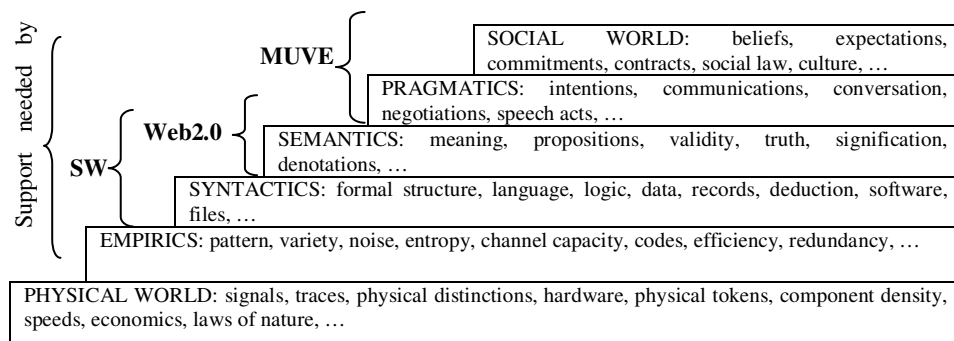 Support needed by
SW
Web2.0
MUVE
SOCIAL WORLD: beliefs, expectations,
commitments, contracts, social law, culture, …
PRAGMATICS: intentions, communications, conversation,
negotiations, speech acts, …
SEMANTICS: meaning, propositions, validity, truth, signification,
denotations, …
SYNTACTICS: formal structure, language, logic, data, records, deduction, software,
files, …
EMPIRICS: pattern, variety, noise, entropy, channel capacity, codes, efficiency, redundancy, …
PHYSICAL WORLD: signals, traces, physical distinctions, hardware, physical tokens, component density,
speeds, economics, laws of nature, …